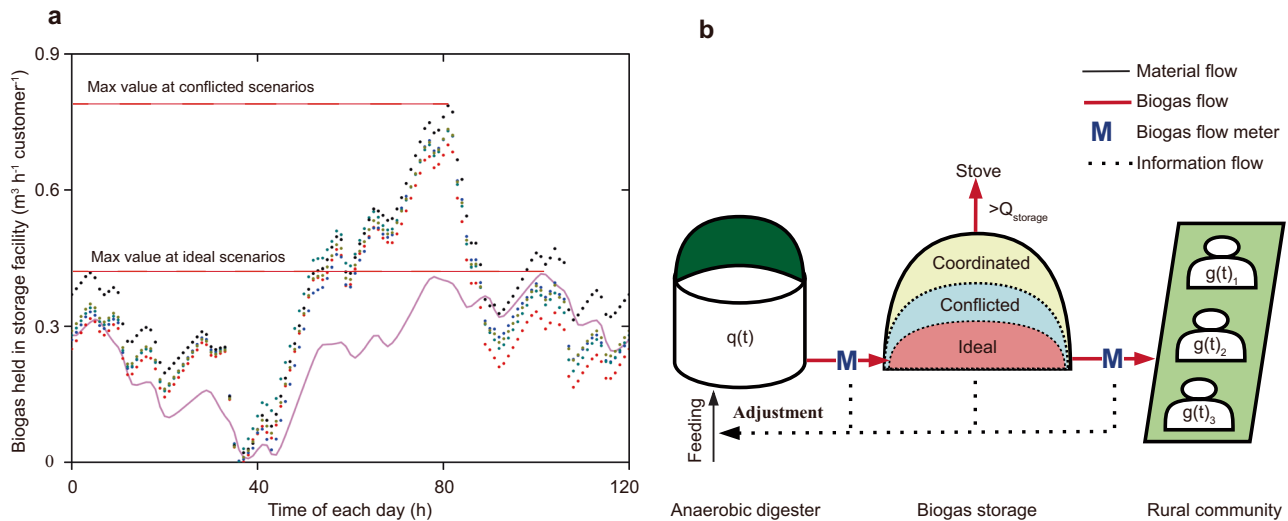 a
0.9
0.6
0.3
0
Biogas held in storage facility (m³ h⁻¹ customer⁻¹)
Max value at conflicted scenarios
Max value at ideal scenarios
0
40
80
120
Time of each day (h)
b
Material flow
Biogas flow
M
Biogas flow meter
Information flow
Stove
>Q_storage
Coordinated
Conflicted
Ideal
q(t)
M
M
g(t)₁
g(t)₂
g(t)₃
Adjustment
Feeding
Anaerobic digester
Biogas storage
Rural community